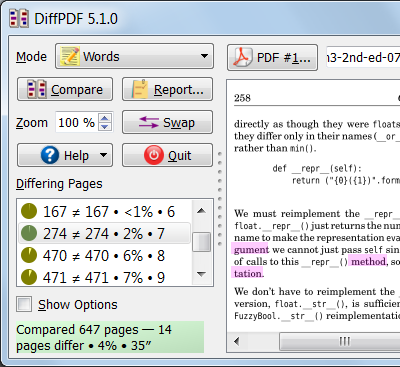 DiffPDF 5.1.0
Mode Words
Compare Report...
Zoom 100 % Swap
Help Quit
Differing Pages
167 ≠ 167 • <1% • 6
274 ≠ 274 • 2% • 7
470 ≠ 470 • 6% • 8
471 ≠ 471 • 7% • 9
Show Options
Compared 647 pages — 14
pages differ • 4% • 35″
PDF #1... n3-2nd-ed-07
258
directly as though they were floats
they differ only in their names (__or_
rather than min().
def __repr__(self):
return ("{0}({1})".form
We must reimplement the __repr_
float.__repr__() just returns the num
name to make the representation eva
gument we cannot just pass self sin
of calls to this __repr__() method, so
tation.
We don't have to reimplement the
version, float.__str__(), is sufficie
FuzzyBool.__str__() reimplementatio